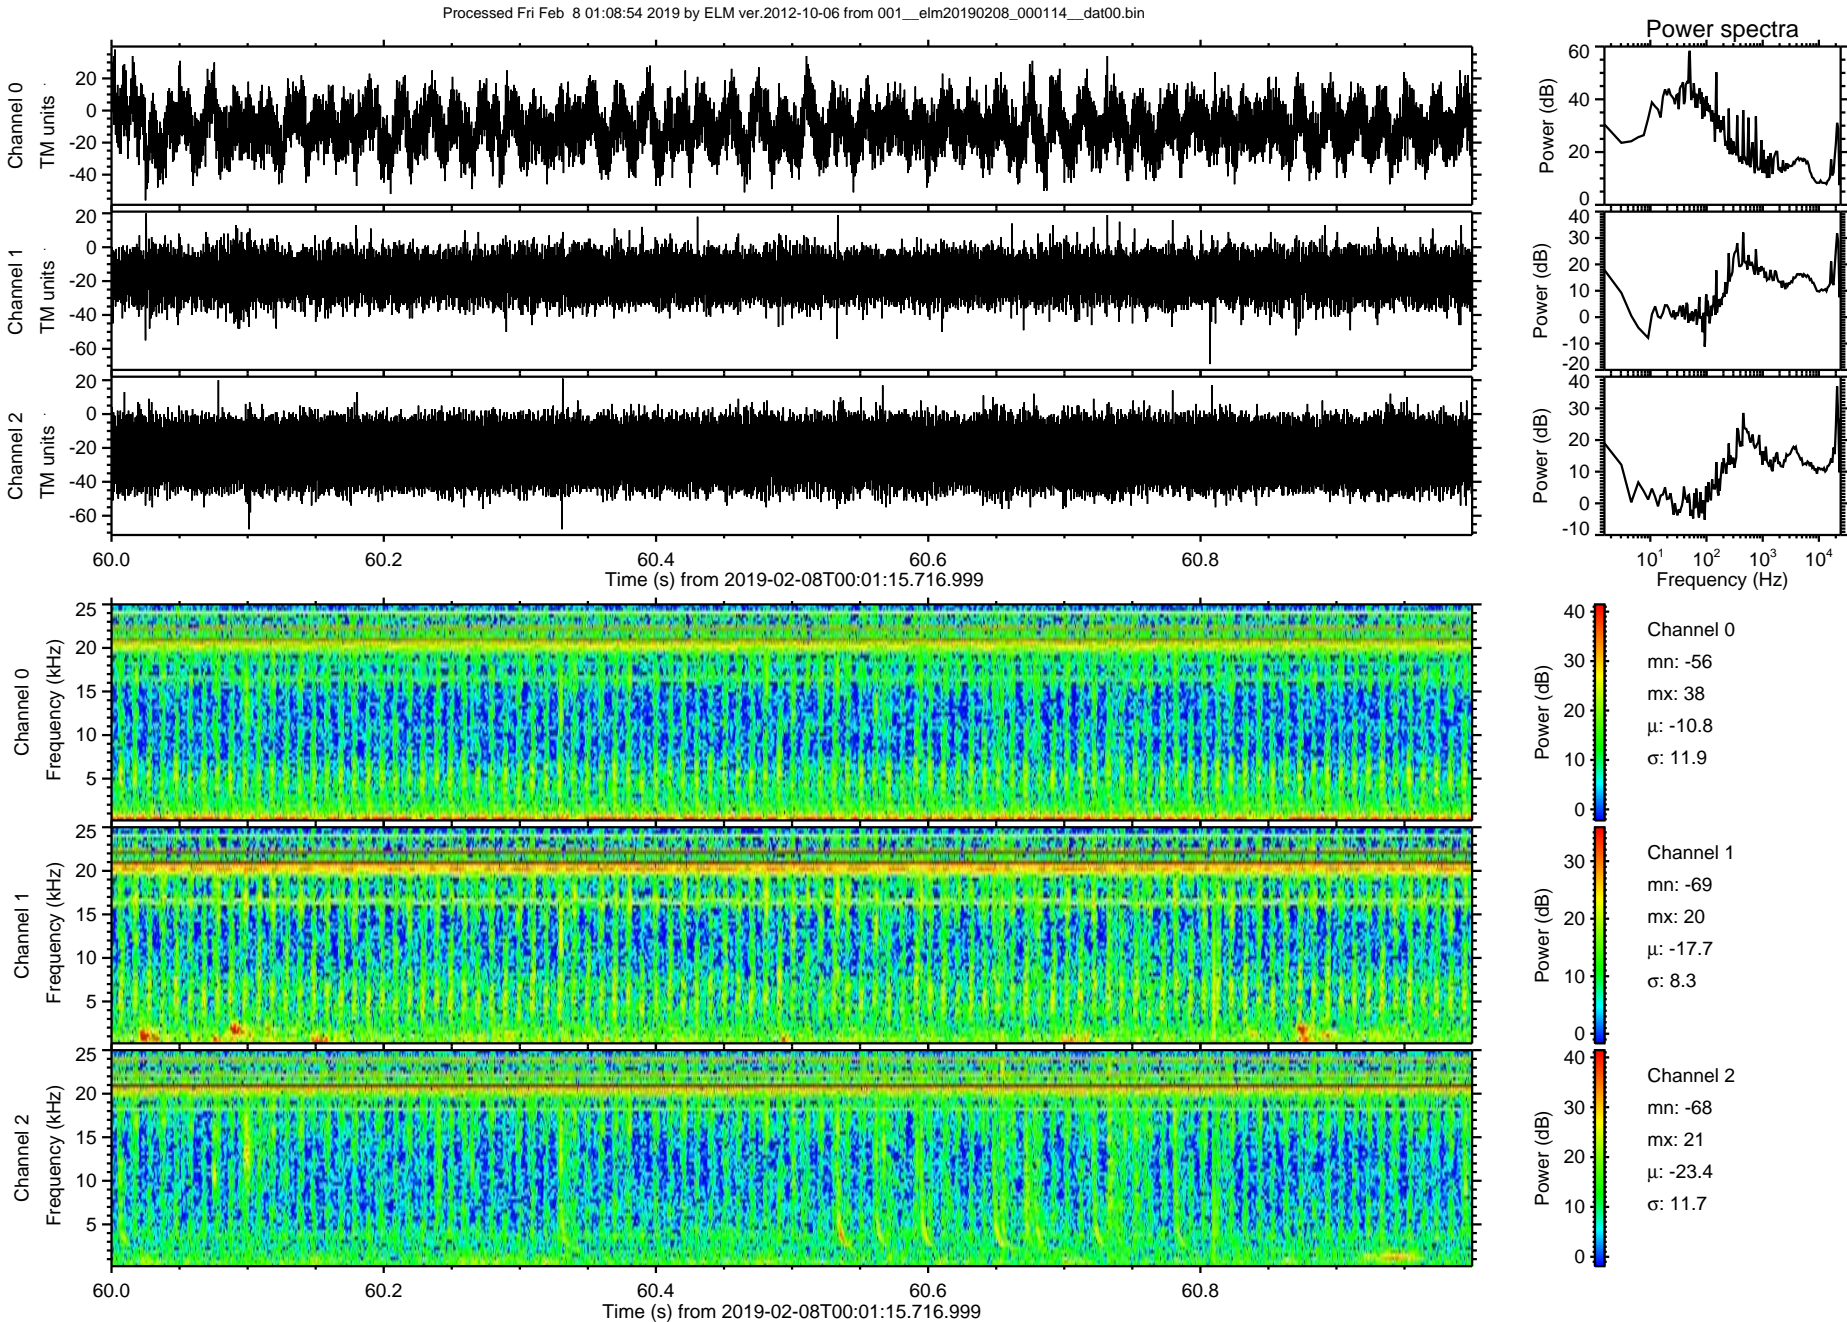 Processed Fri Feb  8 01:08:54 2019 by ELM ver.2012-10-06 from 001__elm20190208_000114__dat00.bin
Power spectra
Channel 0
TM units
20
0
-20
-40
Power (dB)
60
40
20
0
Channel 1
TM units
20
0
-20
-40
-60
Power (dB)
40
30
20
10
0
-10
-20
Channel 2
TM units
20
0
-20
-40
-60
Power (dB)
40
30
20
10
0
-10
60.0 60.2 60.4 60.6 60.8
Time (s) from 2019-02-08T00:01:15.716.999
10^1 10^2 10^3 10^4
Frequency (Hz)
Channel 0
Frequency (kHz)
25
20
15
10
5
Power (dB)
40
30
20
10
0
Channel 0
mn: -56
mx: 38
μ: -10.8
σ: 11.9
Channel 1
Frequency (kHz)
25
20
15
10
5
Power (dB)
30
20
10
0
Channel 1
mn: -69
mx: 20
μ: -17.7
σ: 8.3
Channel 2
Frequency (kHz)
25
20
15
10
5
Power (dB)
40
30
20
10
0
Channel 2
mn: -68
mx: 21
μ: -23.4
σ: 11.7
60.0 60.2 60.4 60.6 60.8
Time (s) from 2019-02-08T00:01:15.716.999